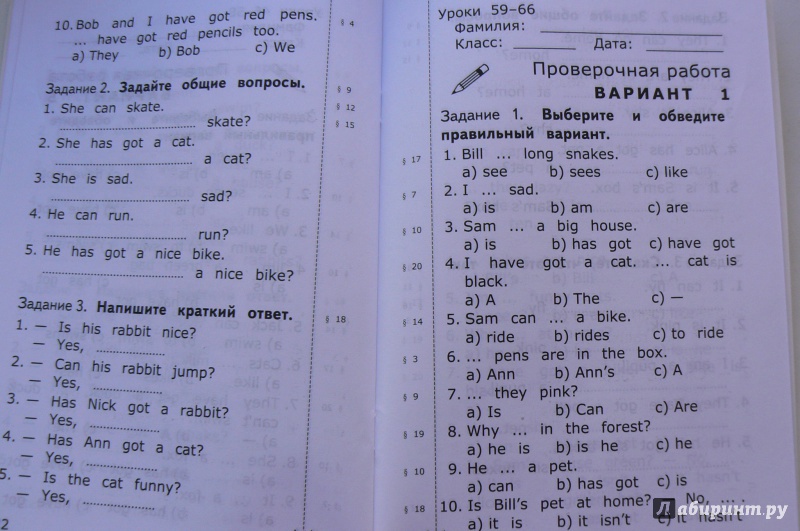 10. Bob and I have got red pens.
... have got red pencils too.
a) They b) Bob c) We
§ 4
Задание 2. Задайте общие вопросы.
§ 9
1. She can skate.
§ 12
skate?
§ 15
2. She has got a cat.
a cat?
3. She is sad.
sad?
4. He can run.
run?
5. He has got a nice bike.
a nice bike?
Задание 3. Напишите краткий ответ.
§ 18
1. — Is his rabbit nice?
— Yes,
2. — Can his rabbit jump?
— Yes,
3. — Has Nick got a rabbit?
— Yes,
4. — Has Ann got a cat?
— Yes,
5. — Is the cat funny?
— Yes,
2
Уроки 59–66
Фамилия:
Класс: Дата:
Проверочная работа
ВАРИАНТ 1
Задание 1. Выберите и обведите
правильный вариант.
§ 17
1. Bill ... long snakes.
a) see b) sees c) like
§ 7
2. I ... sad.
a) is b) am c) are
§ 10
3. Sam ... a big house.
a) is b) has got c) have got
§ 20
4. I have got a cat. ... cat is
black.
a) A b) The c) —
§ 14
5. Sam can ... a bike.
a) ride b) rides c) to ride
§ 3
6. ... pens are in the box.
a) Ann b) Ann's c) A
§ 9
7. ... they pink?
a) Is b) Can c) Are
§ 19
8. Why ... in the forest?
a) he is b) is he c) he
§ 10
9. He ... a pet.
a) can b) has got c) is
§ 18
10. Is Bill's pet at home? — No, ... .
a) it is b) it isn't c) it hasn't
лабиринт.ру